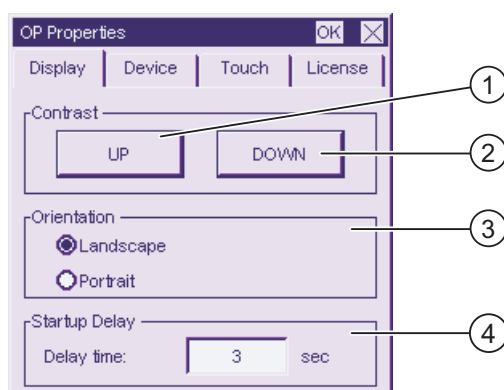 OP Properties OK
Display Device Touch License
Contrast
UP DOWN
Orientation
Landscape
Portrait
Startup Delay
Delay time: 3 sec
1
2
3
4